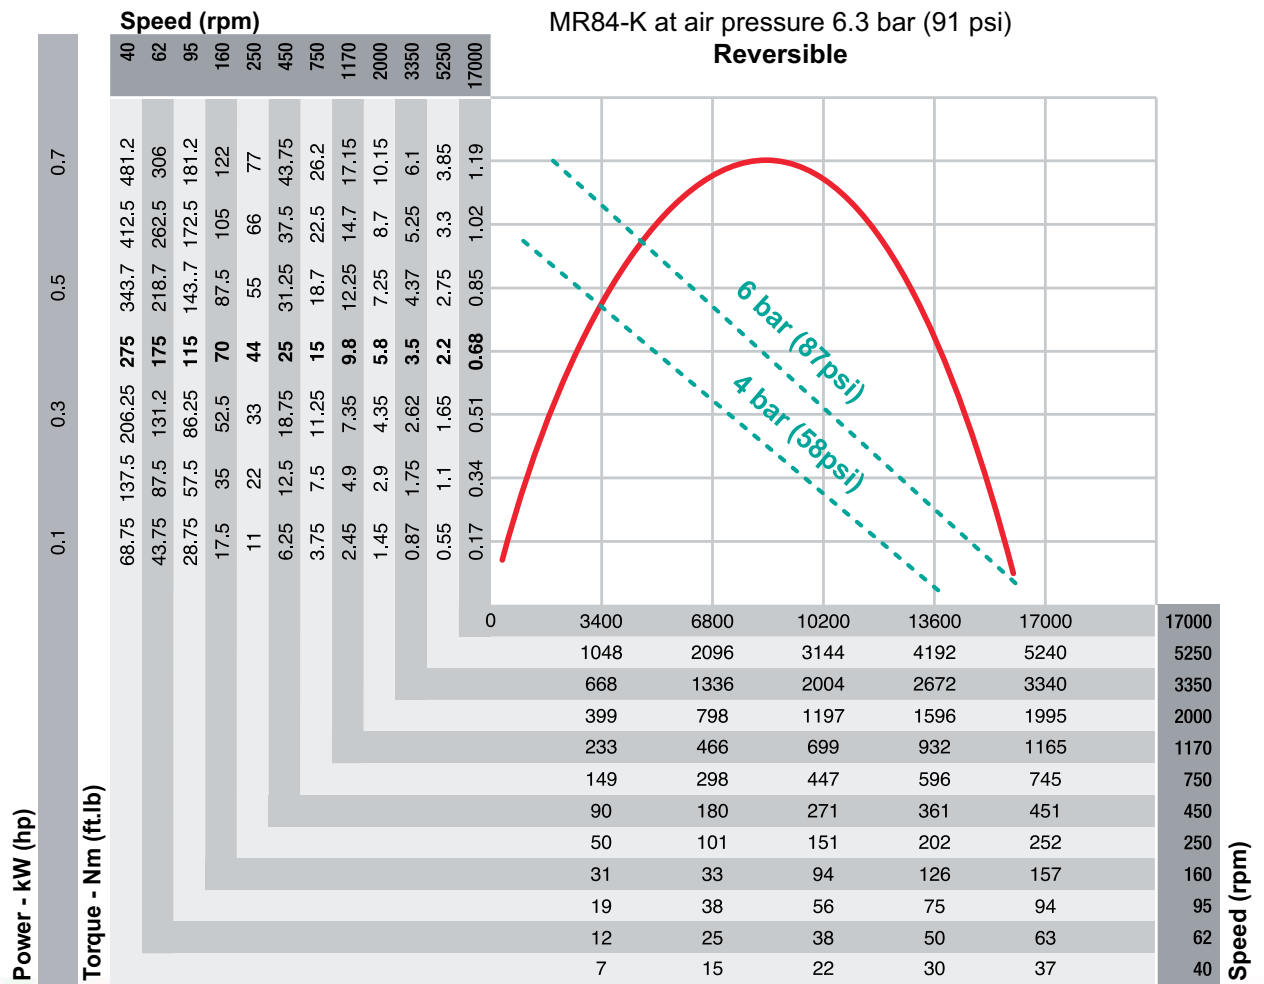 Speed (rpm)
MR84-K at air pressure 6.3 bar (91 psi)
Reversible
40 62 95 160 250 450 750 1170 2000 3350 5250 17000
0.7 481.2 306 181.2 122 77 43.75 26.2 17.15 10.15 6.1 3.85 1.19
412.5 262.5 172.5 105 66 37.5 22.5 14.7 8.7 5.25 3.3 1.02
0.5 343.7 218.7 143..7 87.5 55 31.25 18.7 12.25 7.25 4.37 2.75 0.85
275 175 115 70 44 25 15 9.8 5.8 3.5 2.2 0.68
0.3 206.25 131.2 86.25 52.5 33 18.75 11.25 7.35 4.35 2.62 1.65 0.51
137.5 87.5 57.5 35 22 12.5 7.5 4.9 2.9 1.75 1.1 0.34
0.1 68.75 43.75 28.75 17.5 11 6.25 3.75 2.45 1.45 0.87 0.55 0.17
6 bar (87psi)
4 bar (58psi)
0 3400 6800 10200 13600 17000 17000
1048 2096 3144 4192 5240 5250
668 1336 2004 2672 3340 3350
399 798 1197 1596 1995 2000
233 466 699 932 1165 1170
149 298 447 596 745 750
90 180 271 361 451 450
50 101 151 202 252 250
31 33 94 126 157 160
19 38 56 75 94 95
12 25 38 50 63 62
7 15 22 30 37 40
Power - kW (hp)
Torque - Nm (ft.lb)
Speed (rpm)